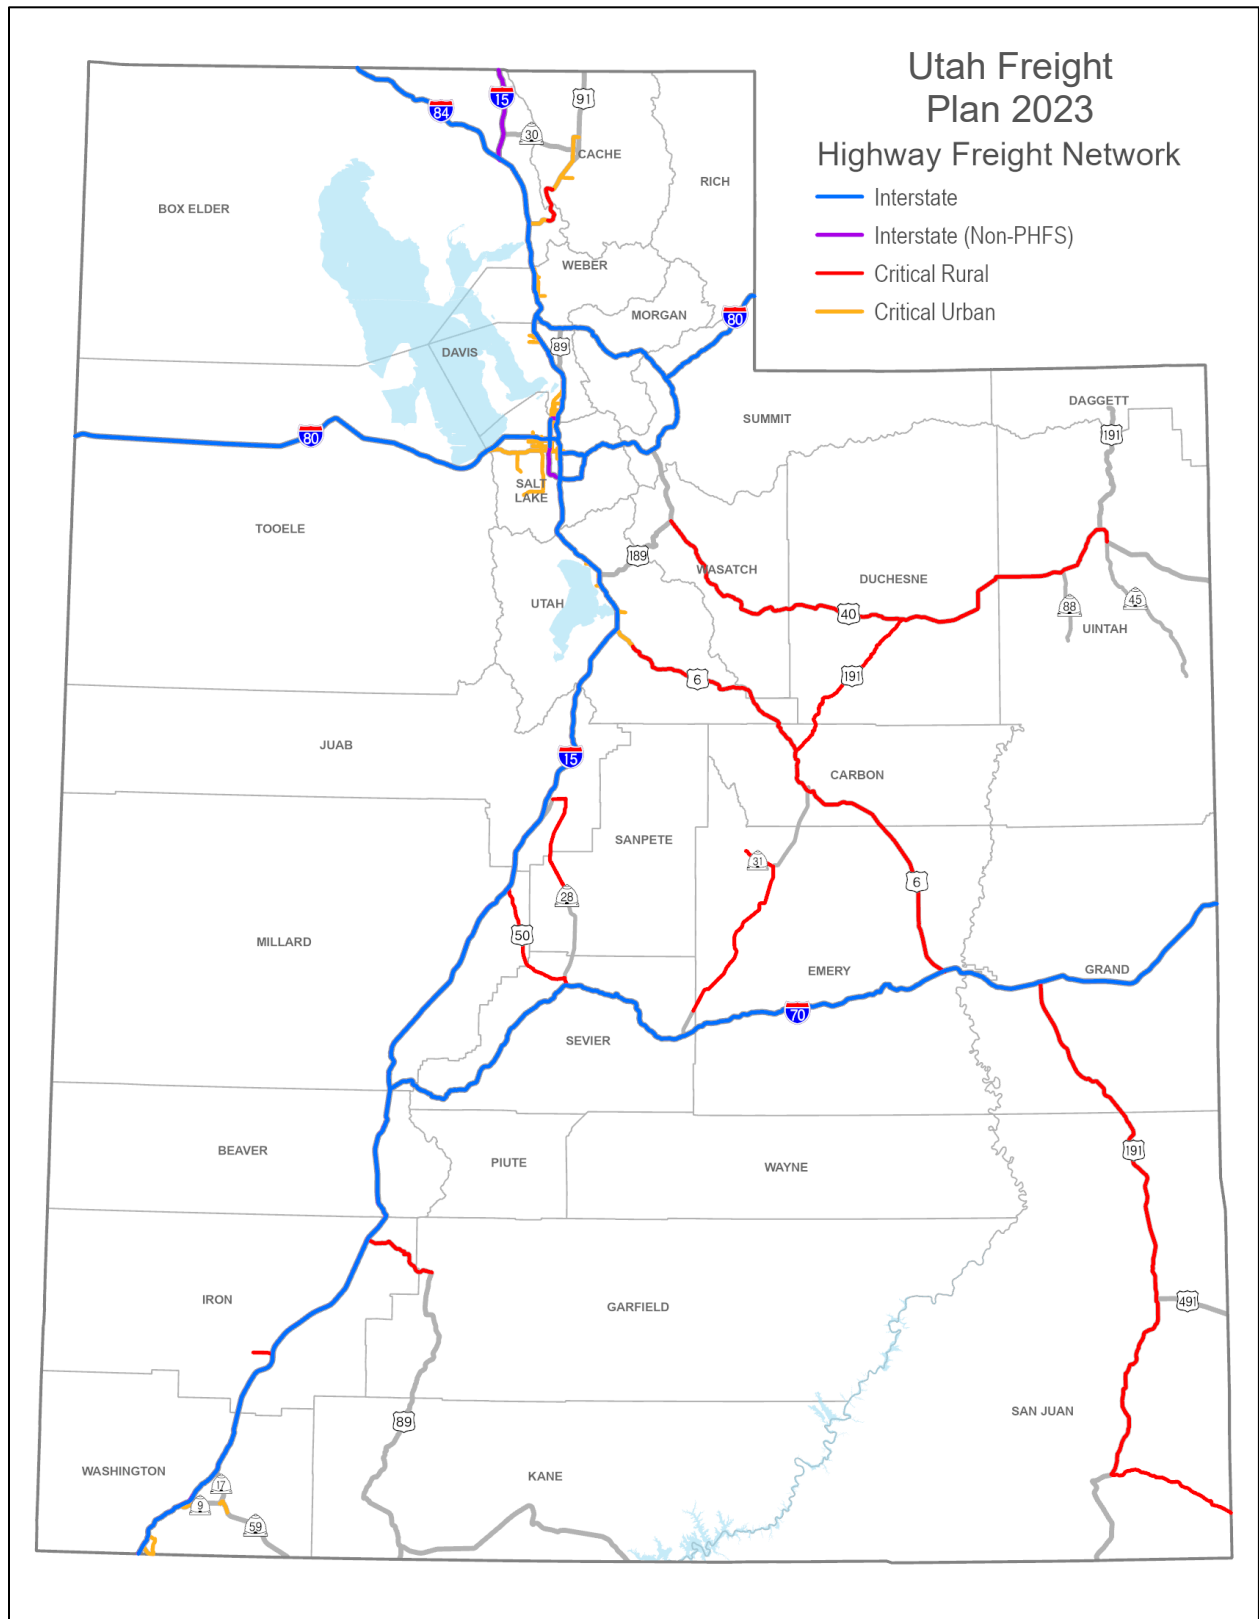 Utah Freight
Plan 2023
Highway Freight Network
Interstate
Interstate (Non-PHFS)
Critical Rural
Critical Urban
84
15
91
30
CACHE
RICH
BOX ELDER
WEBER
MORGAN
80
89
DAVIS
SUMMIT
DAGGETT
191
80
SALT
LAKE
TOOELE
189
WASATCH
DUCHESNE
UTAH
40
88
45
UINTAH
6
191
JUAB
15
CARBON
SANPETE
31
28
6
50
MILLARD
EMERY
GRAND
70
SEVIER
BEAVER
PIUTE
WAYNE
191
IRON
GARFIELD
491
89
SAN JUAN
WASHINGTON
KANE
17
9
59